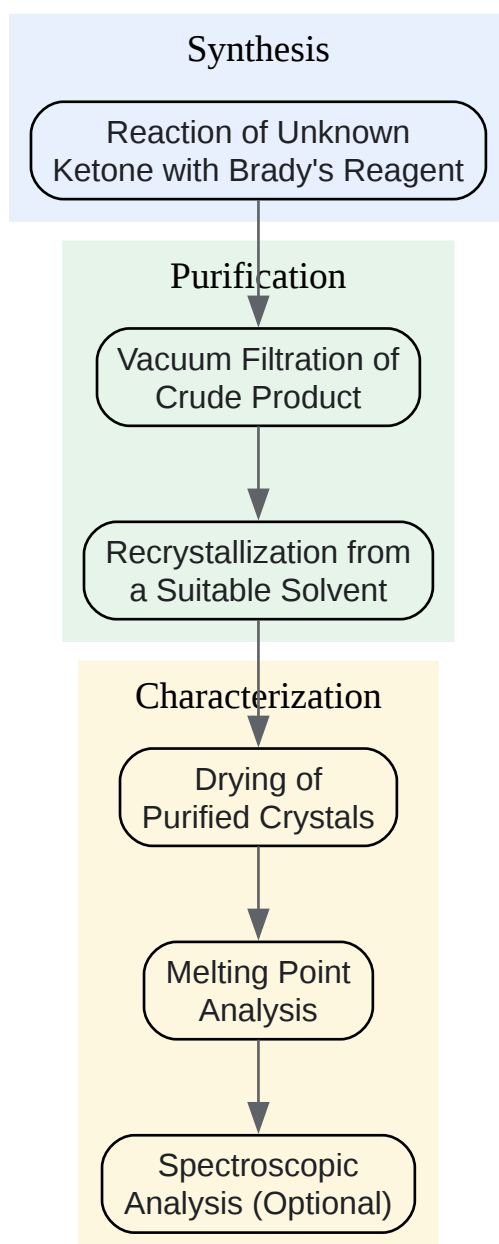 Synthesis
Reaction of Unknown
Ketone with Brady's Reagent
Purification
Vacuum Filtration of
Crude Product
Recrystallization from
a Suitable Solvent
Characterization
Drying of
Purified Crystals
Melting Point
Analysis
Spectroscopic
Analysis (Optional)